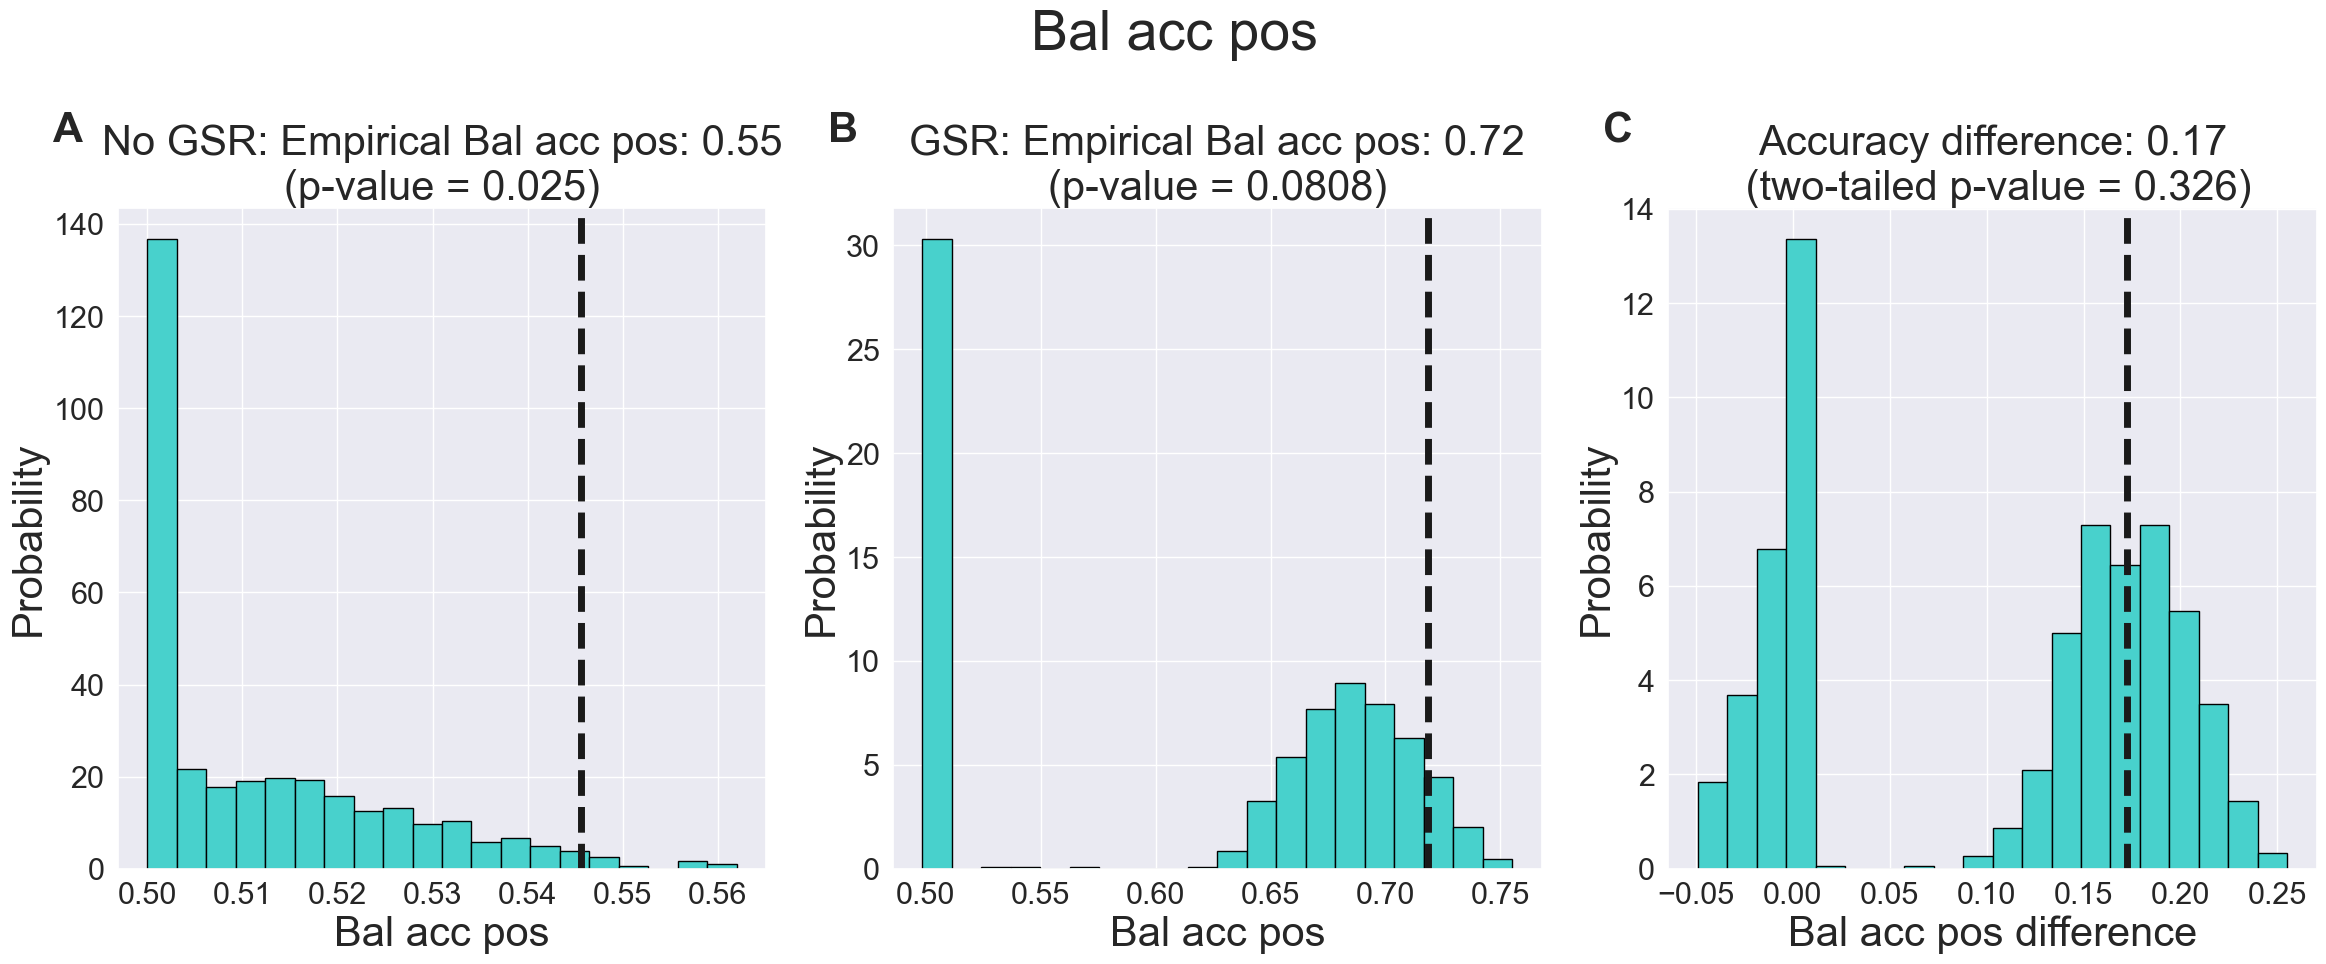 Bal acc pos
A
No GSR: Empirical Bal acc pos: 0.55
(p-value = 0.025)
140
120
100
80
60
40
20
0
Probability
0.50 0.51 0.52 0.53 0.54 0.55 0.56
Bal acc pos
B
GSR: Empirical Bal acc pos: 0.72
(p-value = 0.0808)
30
25
20
15
10
5
0
Probability
0.50 0.55 0.60 0.65 0.70 0.75
Bal acc pos
C
Accuracy difference: 0.17
(two-tailed p-value = 0.326)
14
12
10
8
6
4
2
0
Probability
−0.05 0.00 0.05 0.10 0.15 0.20 0.25
Bal acc pos difference